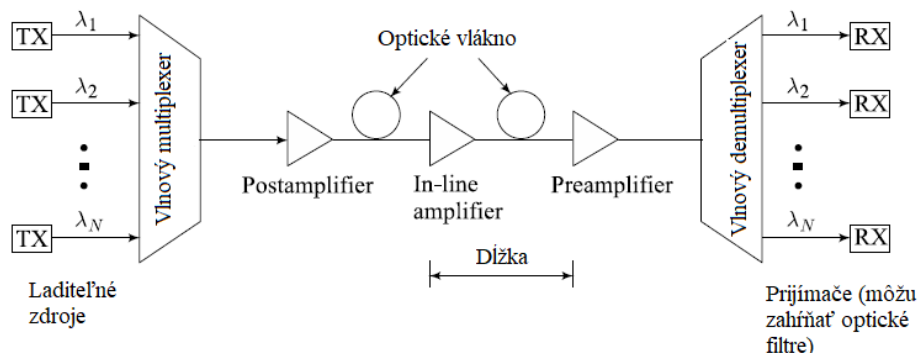 TX
λ1
TX
λ2
TX
λN
Laditeľné
zdroje
Vlnový multiplexer
Optické vlákno
Postamplifier
In-line
amplifier
Preamplifier
Dĺžka
Vlnový demultiplexer
λ1
RX
λ2
RX
λN
RX
Prijímače (môžu
zahŕňať optické
filtre)